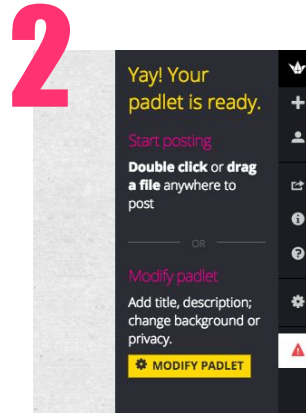 2
Yay! Your
padlet is ready.
Start posting
Double click or drag
a file anywhere to
post
OR
Modify padlet
Add title, description;
change background or
privacy.
MODIFY PADLET